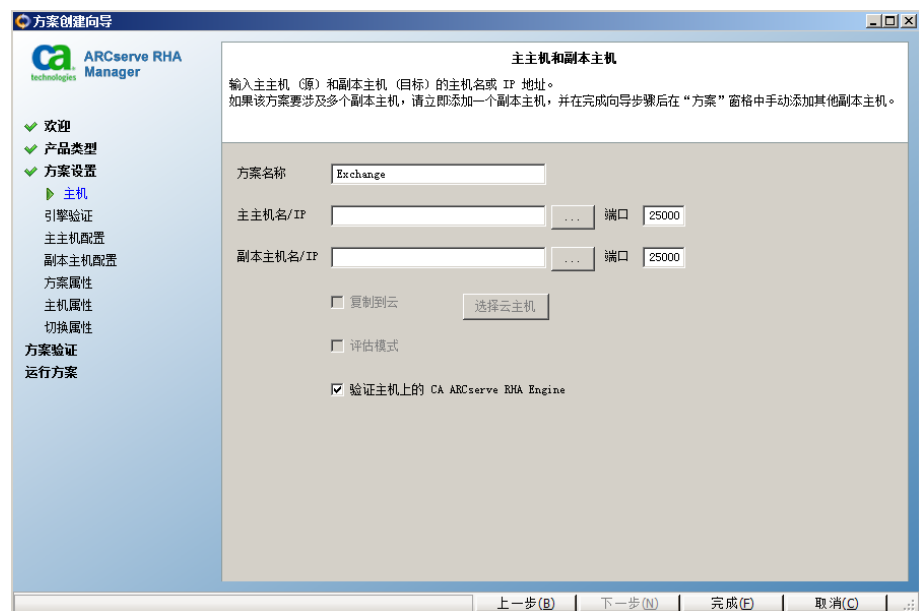 方案创建向导
ca
technologies
ARCserve RHA
Manager
欢迎
产品类型
方案设置
主机
引擎验证
主主机配置
副本主机配置
方案属性
主机属性
切换属性
方案验证
运行方案
主主机和副本主机
输入主主机（源）和副本主机（目标）的主机名或 IP 地址。
如果该方案要涉及多个副本主机，请立即添加一个副本主机，并在完成向导步骤后在“方案”窗格中手动添加其他副本主机。
方案名称 Exchange
主主机名/IP ... 端口 25000
副本主机名/IP ... 端口 25000
复制到云 选择云主机
评估模式
验证主机上的 CA ARCserve RHA Engine
上一步(B) 下一步(N) 完成(F) 取消(C)